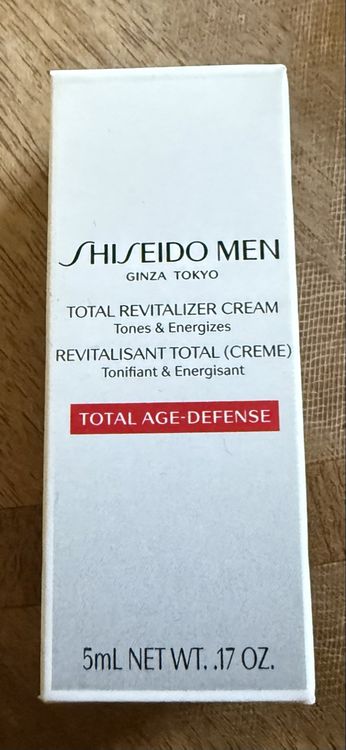 SHISEIDO MEN
GINZA TOKYO
TOTAL REVITALIZER CREAM
Tones & Energizes
REVITALISANT TOTAL (CREME)
Tonifiant & Energisant
TOTAL AGE-DEFENSE
5mL NET WT. .17 OZ.